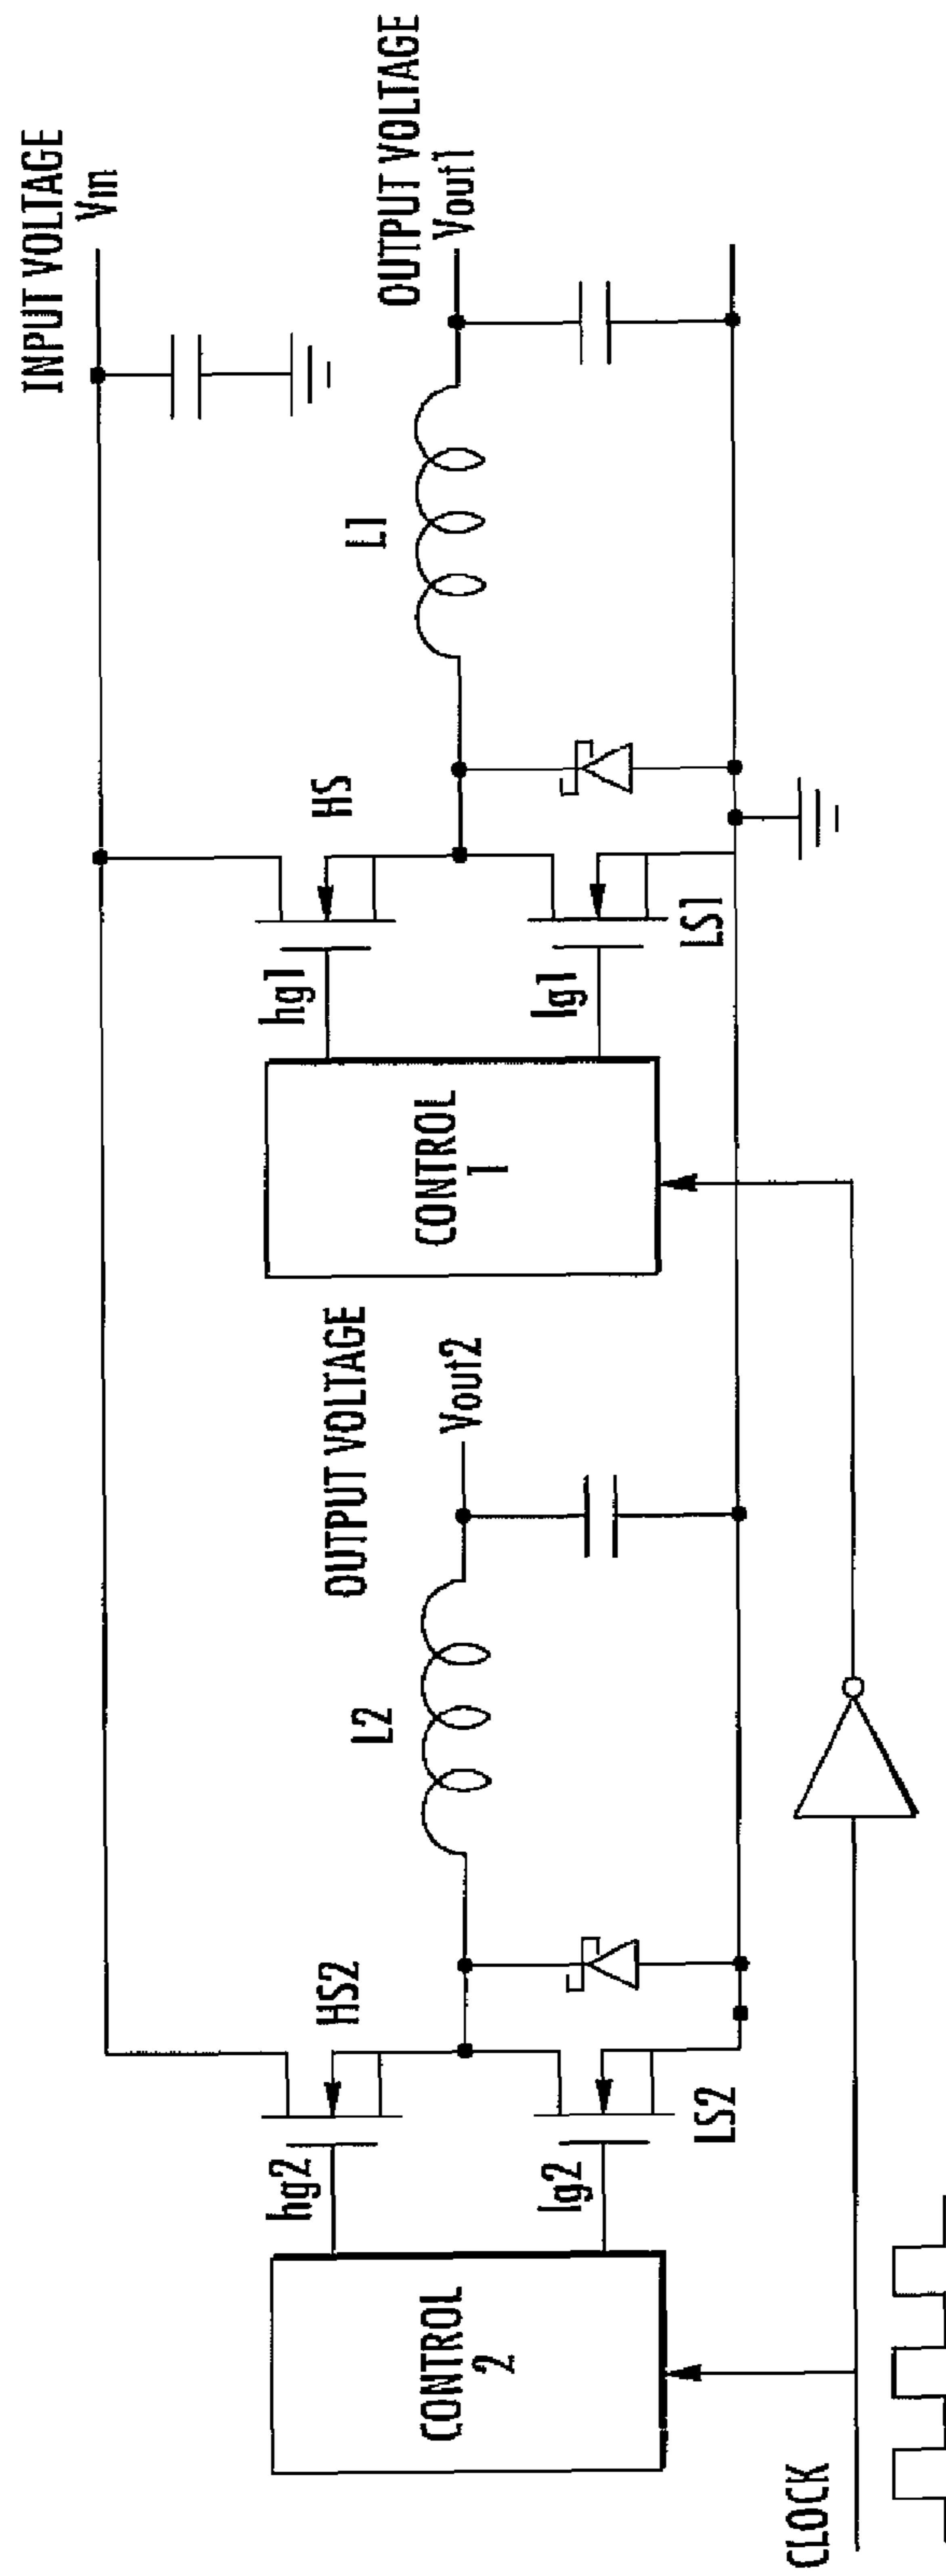 INPUT VOLTAGE
Vin
OUTPUT VOLTAGE
Vout1
L1
HS
hg1
lg1
LS1
CONTROL
1
OUTPUT VOLTAGE
Vout2
L2
HS2
hg2
lg2
LS2
CONTROL
2
CLOCK